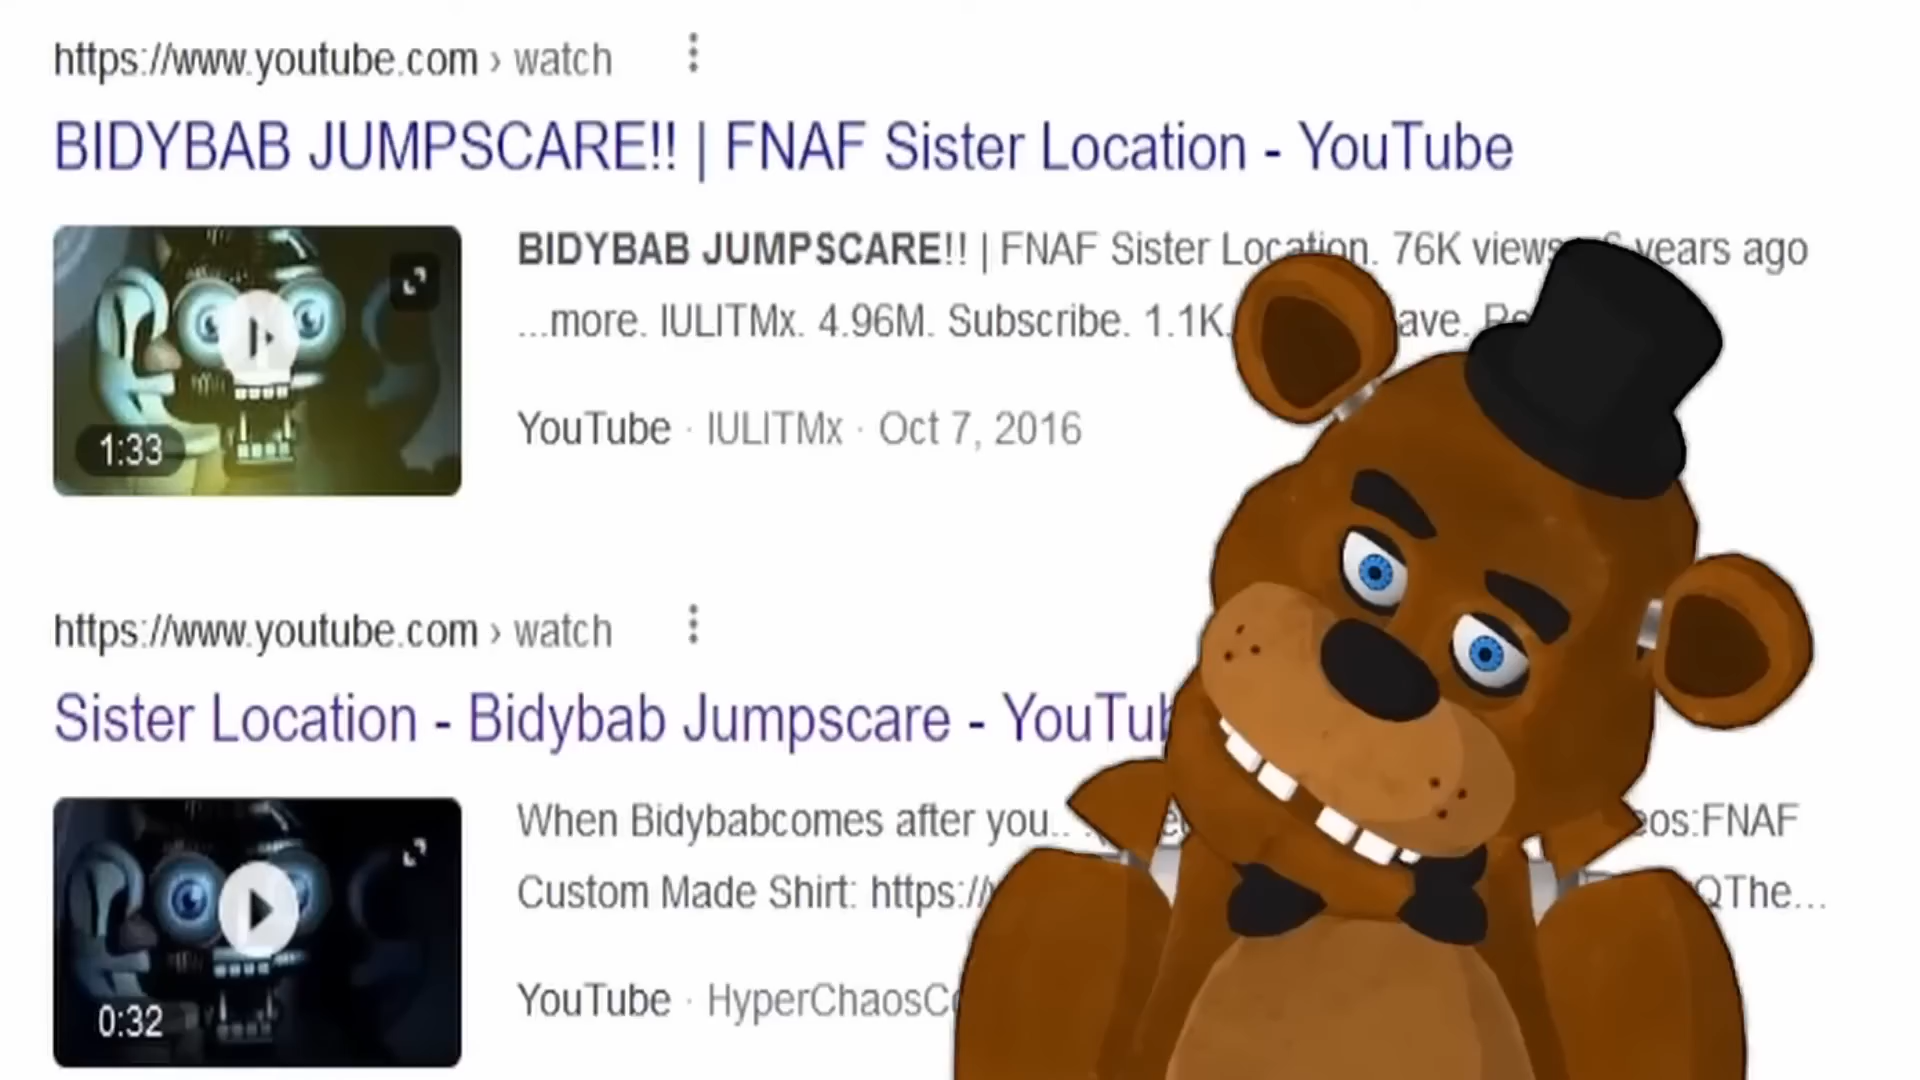 https://www.youtube.com › watch
BIDYBAB JUMPSCARE!! | FNAF Sister Location - YouTube
BIDYBAB JUMPSCARE!! | FNAF Sister Location. 76K views years ago
...more. IULITMx. 4.96M. Subscribe. 1.1K.
1:33
YouTube · IULITMx · Oct 7, 2016
https://www.youtube.com › watch
Sister Location - Bidybab Jumpscare - YouTub
When Bidybabcomes after you.. eos:FNAF
Custom Made Shirt: https:// QThe...
0:32
YouTube · HyperChaosC